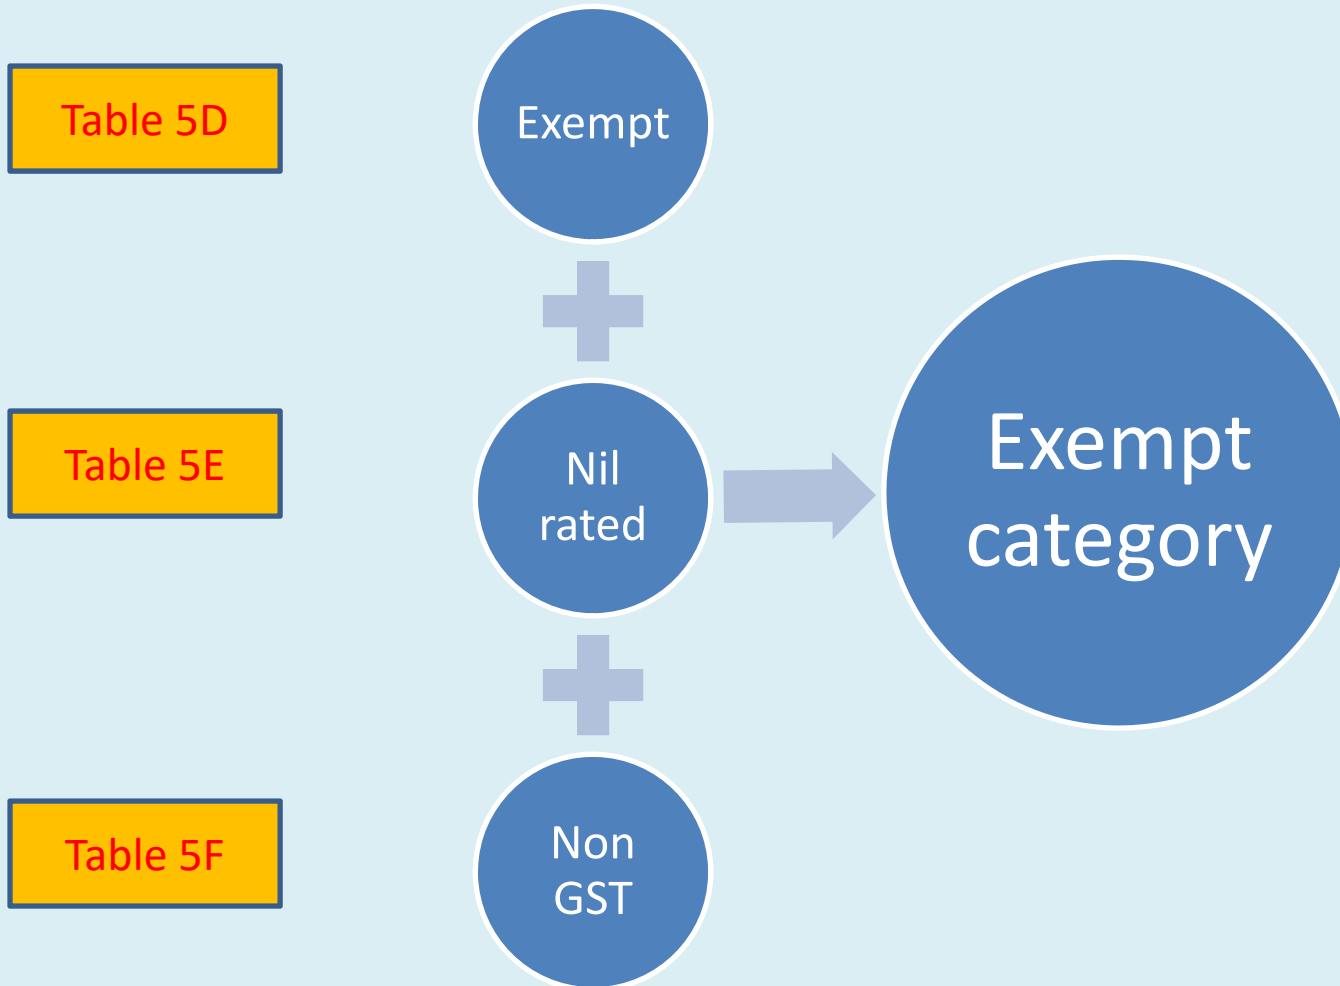 Table 5D
Exempt
Table 5E
Nil
rated
Exempt
category
Table 5F
Non
GST